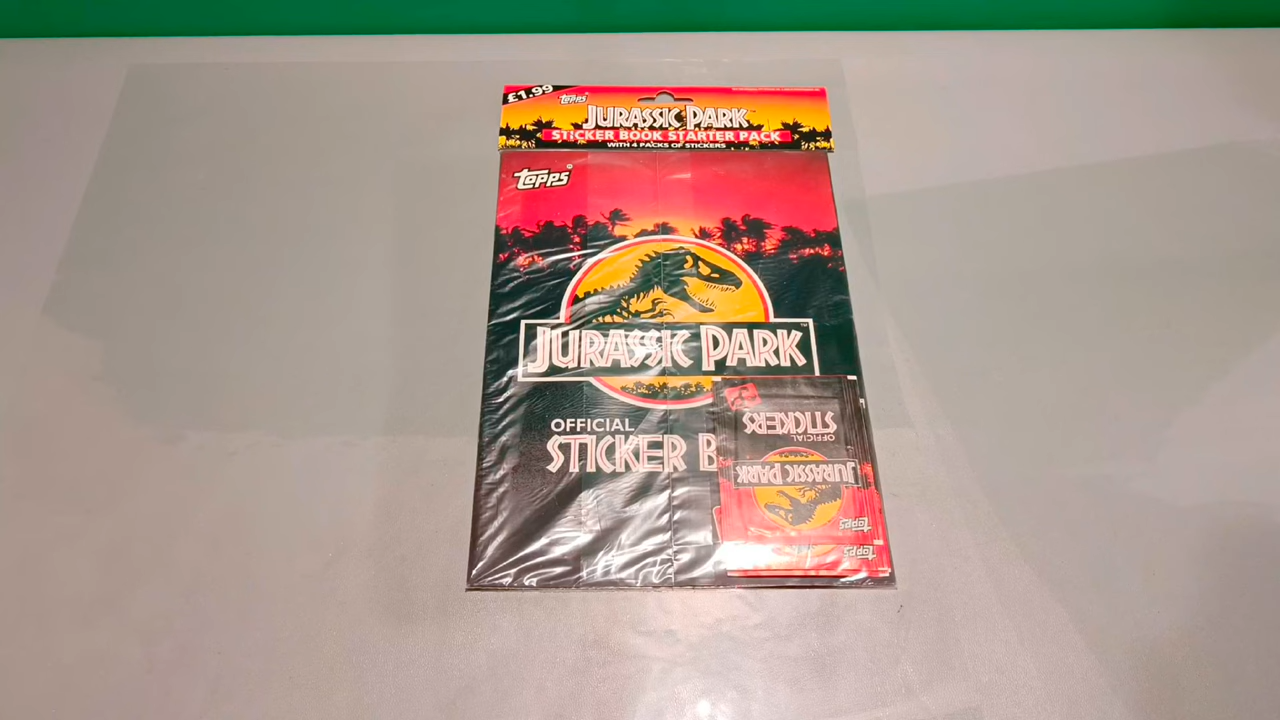 £1.99
Topps
JURASSIC PARK
STICKER BOOK STARTER PACK
WITH 4 PACKS OF STICKERS
Topps
JURASSIC PARK™
OFFICIAL
STICKER B
OFFICIAL
STICKERS
JURASSIC PARK
Topps
Topps